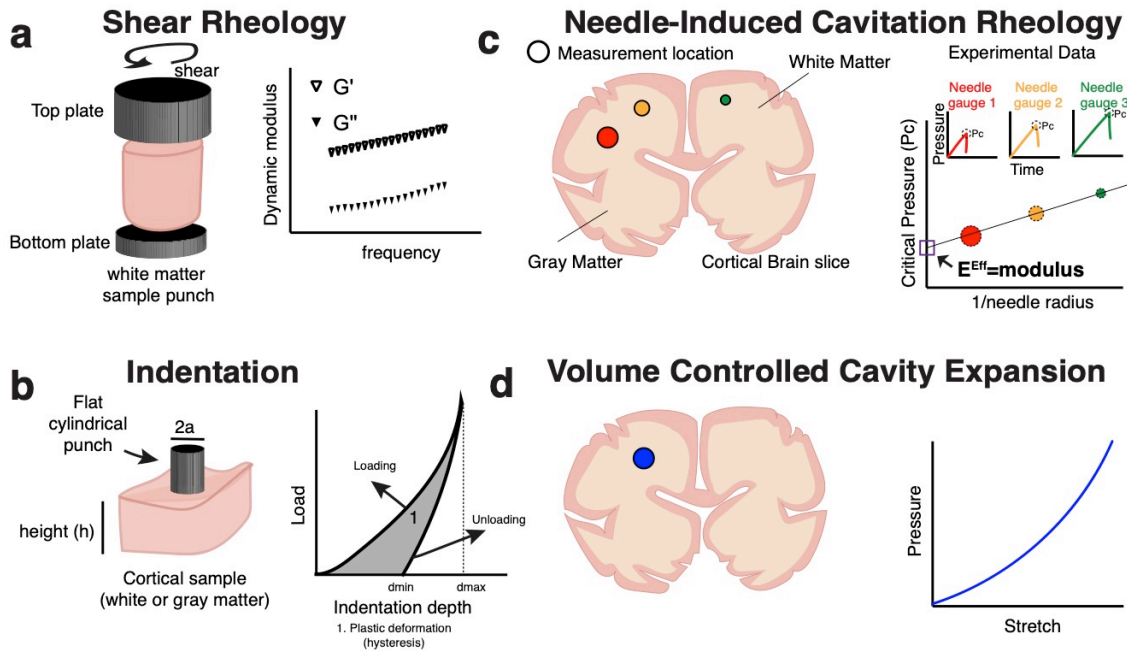 a
Shear Rheology
shear
Top plate
Bottom plate
white matter
sample punch
G'
G"
Dynamic modulus
frequency
b
Indentation
Flat
cylindrical
punch
2a
height (h)
Cortical sample
(white or gray matter)
Load
Loading
1
Unloading
dmin
dmax
Indentation depth
1. Plastic deformation
(hysteresis)
c
Needle-Induced Cavitation Rheology
Measurement location
White Matter
Gray Matter
Cortical Brain slice
Experimental Data
Needle
gauge 1
Needle
gauge 2
Needle
gauge 3
Pressure
Pc
Pc
Pc
Time
Critical Pressure (Pc)
E^Eff=modulus
1/needle radius
d
Volume Controlled Cavity Expansion
Pressure
Stretch